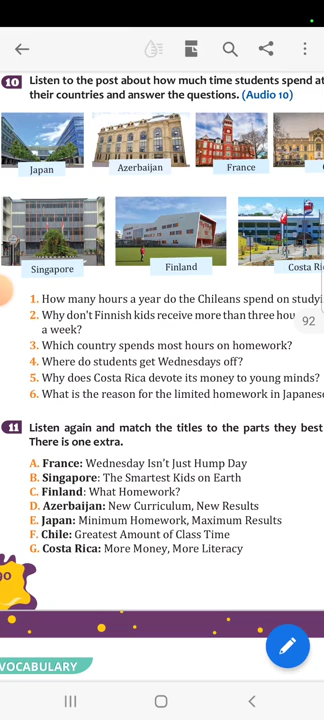 10 Listen to the post about how much time students spend at
their countries and answer the questions. (Audio 10)
Japan
Azerbaijan
France
Singapore
Finland
Costa
1. How many hours a year do the Chileans spend on
2. Why don't Finnish kids receive more than three
a week?
92
3. Which country spends most hours on homework?
4. Where do students get Wednesdays off?
5. Why does Costa Rica devote its money to young minds?
6. What is the reason for the limited homework in
11 Listen again and match the titles to the parts they best
There is one extra.
A. France: Wednesday Isn't Just Hump Day
B. Singapore: The Smartest Kids on Earth
C. Finland: What Homework?
D. Azerbaijan: New Curriculum, New Results
E. Japan: Minimum Homework, Maximum Results
F. Chile: Greatest Amount of Class Time
G. Costa Rica: More Money, More Literacy
90
VOCABULARY